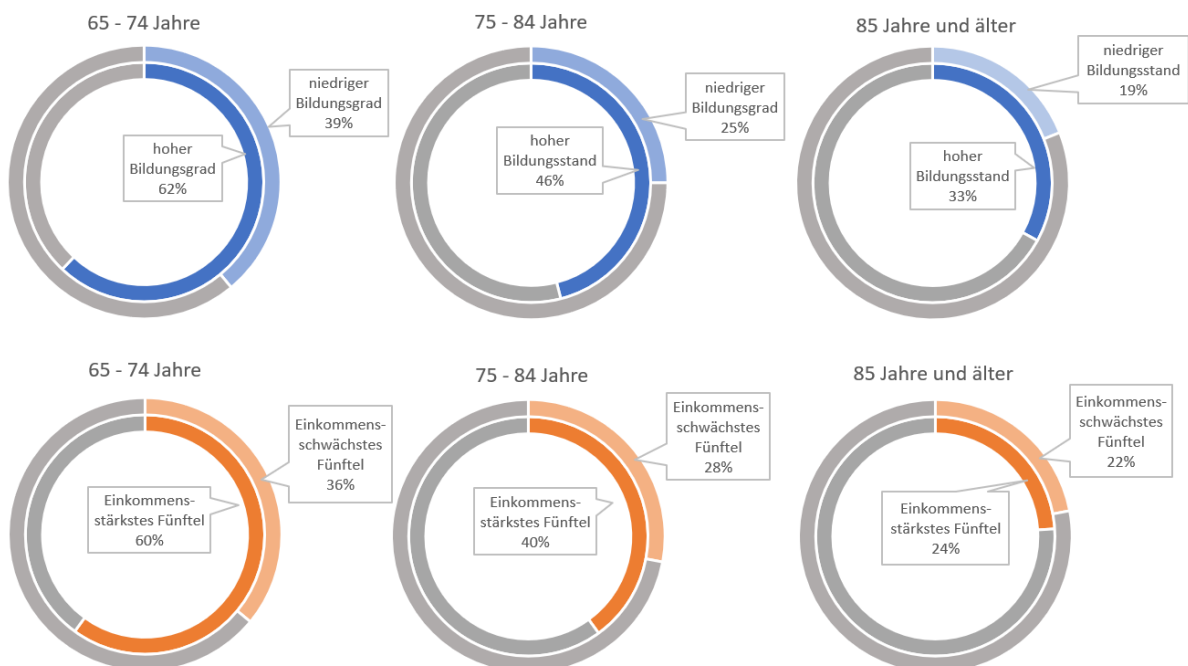 65 - 74 Jahre
niedriger
Bildungsgrad
39%
hoher
Bildungsgrad
62%
75 - 84 Jahre
niedriger
Bildungsgrad
25%
hoher
Bildungsstand
46%
85 Jahre und älter
niedriger
Bildungsstand
19%
hoher
Bildungsstand
33%
65 - 74 Jahre
Einkommens-
schwächstes
Fünftel
36%
Einkommens-
stärkstes Fünftel
60%
75 - 84 Jahre
Einkommens-
schwächstes
Fünftel
28%
Einkommens-
stärkstes Fünftel
40%
85 Jahre und älter
Einkommens-
schwächstes
Fünftel
22%
Einkommens-
stärkstes Fünftel
24%